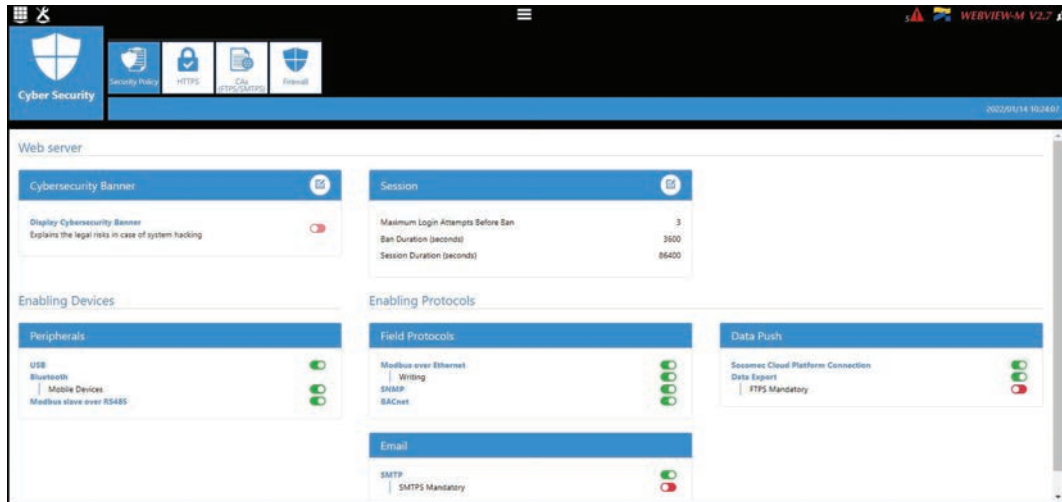 WEBVIEW-M V2.7
Cyber Security
Security Policy
HTTPS
CAs
(FTPS/SMTPS)
Firewall
2022/01/14 10:24:07
Web server
Cybersecurity Banner
Display Cybersecurity Banner
Explains the legal risks in case of system hacking
Session
Maximum Login Attempts Before Ban 3
Ban Duration (seconds) 3600
Session Duration (seconds) 86400
Enabling Devices
Peripherals
USB
Bluetooth
Mobile Devices
Modbus slave over RS485
Enabling Protocols
Field Protocols
Modbus over Ethernet
Writing
SNMP
BACnet
Data Push
Socomec Cloud Platform Connection
Data Export
FTPS Mandatory
Email
SMTP
SMTPS Mandatory